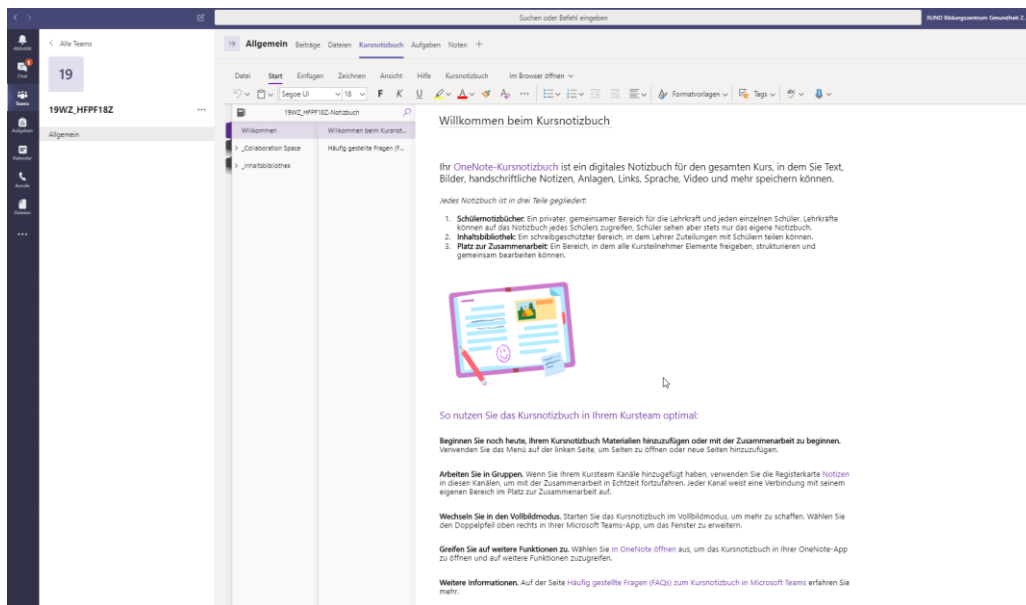 Suchen oder Befehl eingeben
XUND Bildungszentrum Gesundheit Z...
Aktivität
Chat
1
Teams
Aufgaben
Kalender
Anrufe
Dateien
Alle Teams
19
19WZ_HFPF18Z
Allgemein
19 Allgemein Beiträge Dateien Kursnotizbuch Aufgaben Noten +
Datei Start Einfügen Zeichnen Ansicht Hilfe Kursnotizbuch Im Browser öffnen
Segoe UI 18 F K U A Formatvorlagen Tags
19WZ_HFPF18Z-Notizbuch
Willkommen
_Collaboration Space
_Inhaltsbibliothek
Willkommen beim Kursnot...
Häufig gestellte Fragen (F...
Willkommen beim Kursnotizbuch
Ihr OneNote-Kursnotizbuch ist ein digitales Notizbuch für den gesamten Kurs, in dem Sie Text,
Bilder, handschriftliche Notizen, Anlagen, Links, Sprache, Video und mehr speichern können.
Jedes Notizbuch ist in drei Teile gegliedert:
1. Schülernotizbücher: Ein privater, gemeinsamer Bereich für die Lehrkraft und jeden einzelnen Schüler. Lehrkräfte
können auf das Notizbuch jedes Schülers zugreifen, Schüler sehen aber stets nur das eigene Notizbuch.
2. Inhaltsbibliothek: Ein schreibgeschützter Bereich, in dem Lehrer Zuteilungen mit Schülern teilen können.
3. Platz zur Zusammenarbeit: Ein Bereich, in dem alle Kursteilnehmer Elemente freigeben, strukturieren und
gemeinsam bearbeiten können.
So nutzen Sie das Kursnotizbuch in Ihrem Kursteam optimal:
Beginnen Sie noch heute, Ihrem Kursnotizbuch Materialien hinzuzufügen oder mit der Zusammenarbeit zu beginnen.
Verwenden Sie das Menü auf der linken Seite, um Seiten zu öffnen oder neue Seiten hinzuzufügen.
Arbeiten Sie in Gruppen. Wenn Sie Ihrem Kursteam Kanäle hinzugefügt haben, verwenden Sie die Registerkarte Notizen
in diesen Kanälen, um mit der Zusammenarbeit in Echtzeit fortzufahren. Jeder Kanal weist eine Verbindung mit seinem
eigenen Bereich im Platz zur Zusammenarbeit auf.
Wechseln Sie in den Vollbildmodus. Starten Sie das Kursnotizbuch im Vollbildmodus, um mehr zu schaffen. Wählen Sie
den Doppelpfeil oben rechts in Ihrer Microsoft Teams-App, um das Fenster zu erweitern.
Greifen Sie auf weitere Funktionen zu. Wählen Sie In OneNote öffnen aus, um das Kursnotizbuch in Ihrer OneNote-App
zu öffnen und auf weitere Funktionen zuzugreifen.
Weitere Informationen. Auf der Seite Häufig gestellte Fragen (FAQs) zum Kursnotizbuch in Microsoft Teams erfahren Sie
mehr.